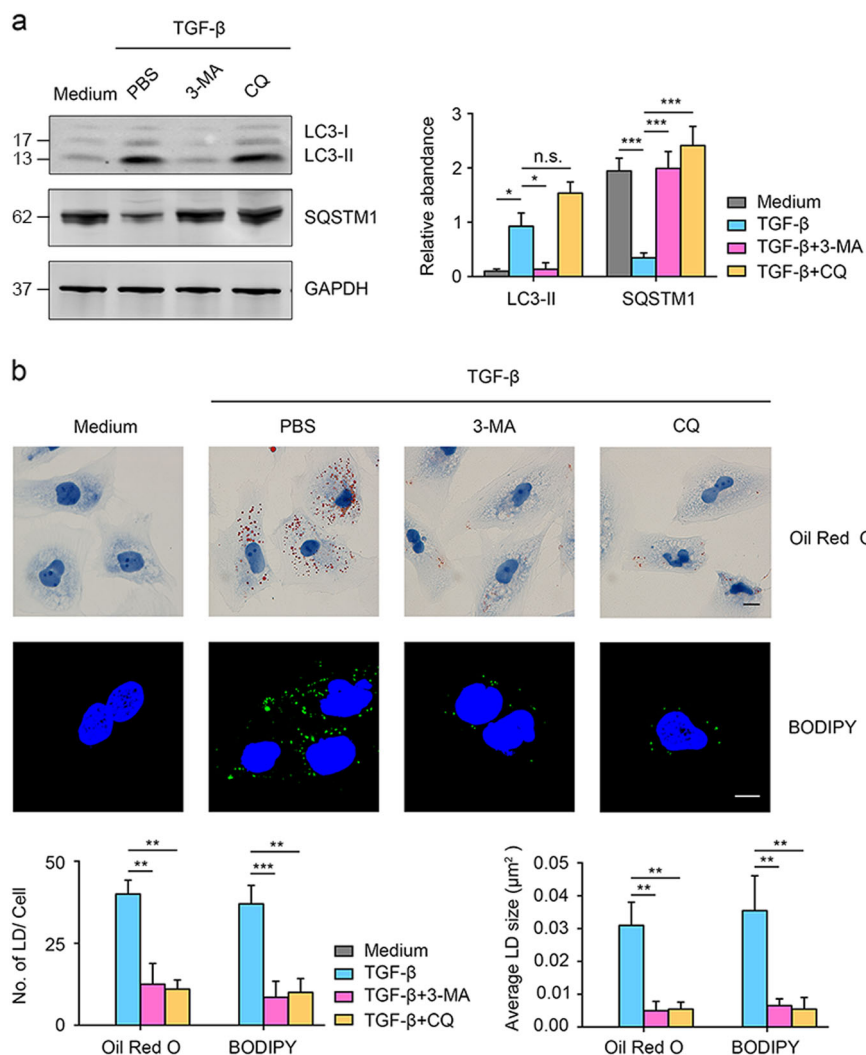 a
TGF-β
Medium PBS 3-MA CQ
17
13
LC3-I
LC3-II
62
SQSTM1
37
GAPDH
Relative abundance
3
2
1
0
* * n.s.
*** *** ***
LC3-II SQSTM1
Medium
TGF-β
TGF-β+3-MA
TGF-β+CQ
b
TGF-β
Medium PBS 3-MA CQ
Oil Red O
BODIPY
No. of LD/ Cell
50
25
0
** **
*** **
Oil Red O BODIPY
Medium
TGF-β
TGF-β+3-MA
TGF-β+CQ
Average LD size (μm²)
0.05
0.04
0.03
0.02
0.01
0.00
** **
** **
Oil Red O BODIPY